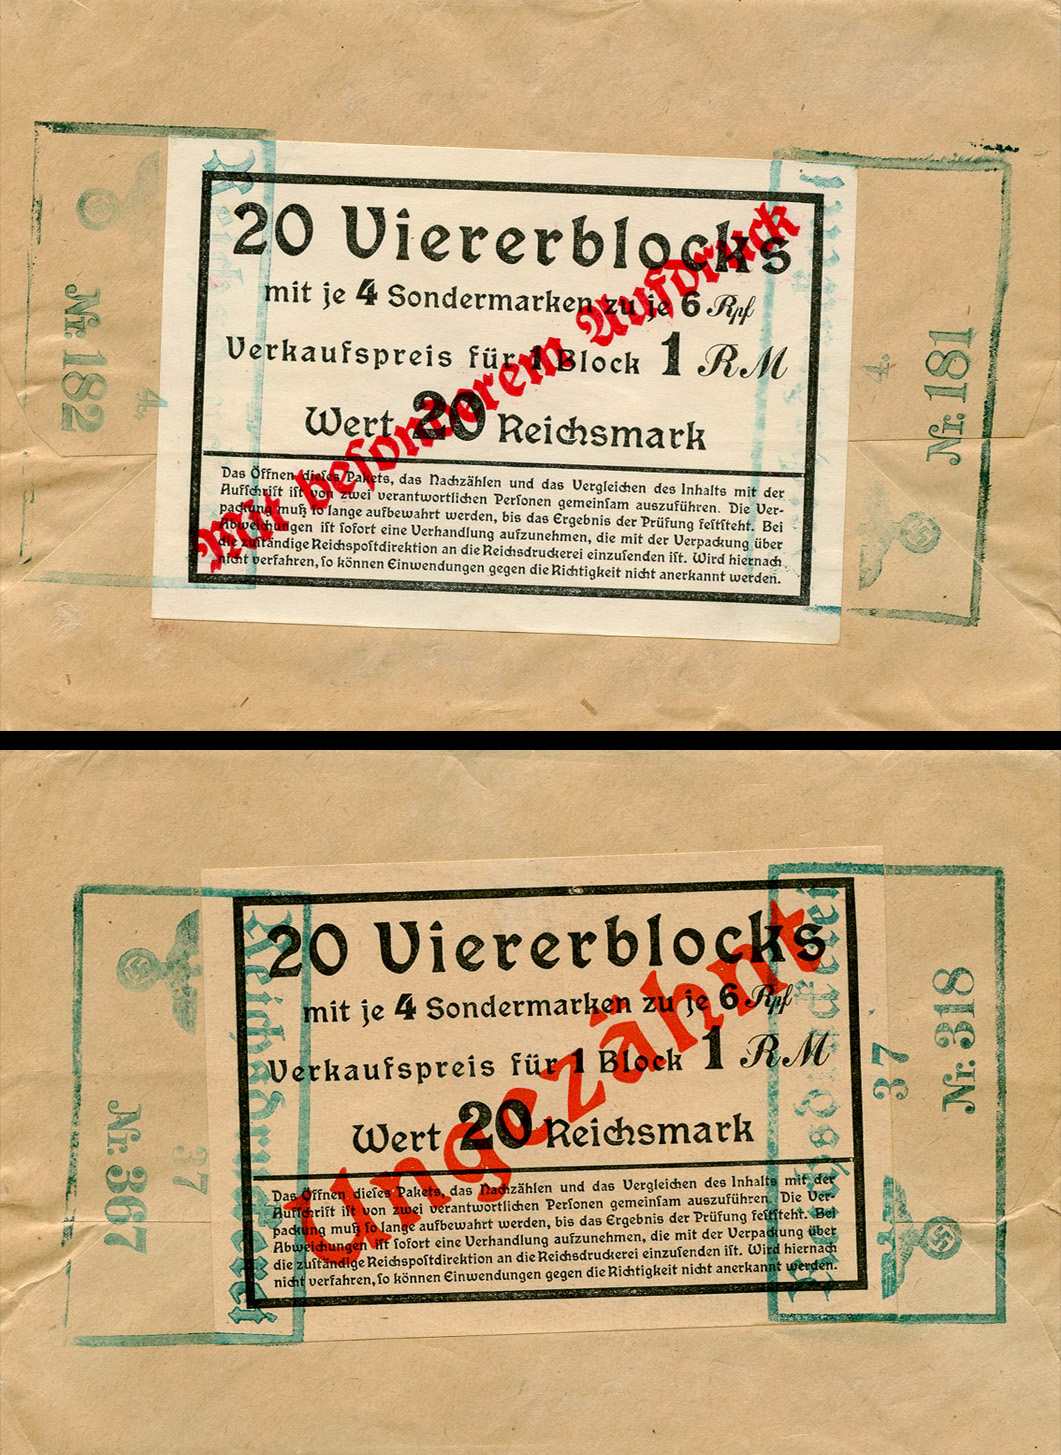 20 Viererblocks
mit je 4 Sondermarken zu je 6 Rpf
Verkaufspreis für 1 Block 1 RM
Wert 20 Reichsmark
Mit besonderem Aufdruck
Das Öffnen dieſes Pakets, das Nachzählen und das Vergleichen des Inhalts mit der
Aufſchrift iſt von zwei verantwortlichen Perſonen gemeinſam auszuführen. Die Ver-
packung muß ſo lange aufbewahrt werden, bis das Ergebnis der Prüfung feſtſteht. Bei
Abweichungen iſt ſofort eine Verhandlung aufzunehmen, die mit der Verpackung über
die zuſtändige Reichspoſtdirektion an die Reichsdruckerei einzuſenden iſt. Wird hiernach
nicht verfahren, ſo können Einwendungen gegen die Richtigkeit nicht anerkannt werden.
Nr. 182
4.
4.
Nr. 181
20 Viererblocks
mit je 4 Sondermarken zu je 6 Rpf
Verkaufspreis für 1 Block 1 RM
Wert 20 Reichsmark
Ungezähnt
Das Öffnen dieſes Pakets, das Nachzählen und das Vergleichen des Inhalts mit der
Aufſchrift iſt von zwei verantwortlichen Perſonen gemeinſam auszuführen. Die Ver-
packung muß ſo lange aufbewahrt werden, bis das Ergebnis der Prüfung feſtſteht. Bei
Abweichungen iſt ſofort eine Verhandlung aufzunehmen, die mit der Verpackung über
die zuſtändige Reichspoſtdirektion an die Reichsdruckerei einzuſenden iſt. Wird hiernach
nicht verfahren, ſo können Einwendungen gegen die Richtigkeit nicht anerkannt werden.
Reichsdruckerei
37
Nr. 367
Reichsdruckerei
37
Nr. 318